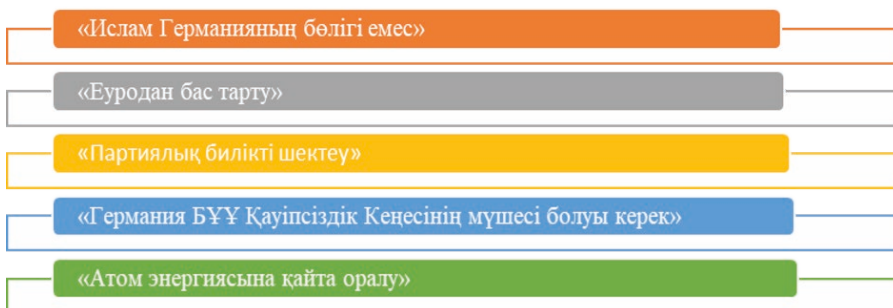 «Ислам Германияның бөлігі емес»
«Еуродан бас тарту»
«Партиялық билікті шектеу»
«Германия БҰҰ Қауіпсіздік Кеңесінің мүшесі болуы керек»
«Атом энергиясына қайта оралу»